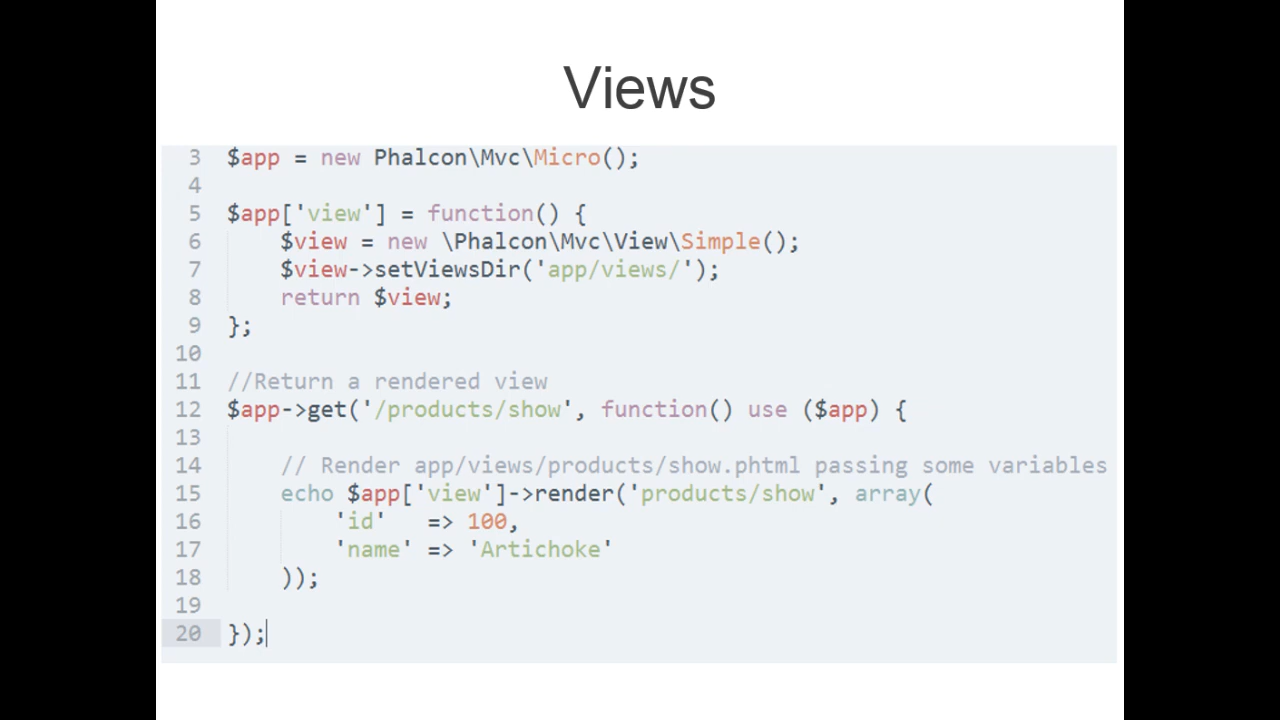 Views
3 $app = new Phalcon\Mvc\Micro();
4
5 $app['view'] = function() {
6     $view = new \Phalcon\Mvc\View\Simple();
7     $view->setViewsDir('app/views/');
8     return $view;
9 };
10
11 //Return a rendered view
12 $app->get('/products/show', function() use ($app) {
13
14     // Render app/views/products/show.phtml passing some variables
15     echo $app['view']->render('products/show', array(
16         'id'   => 100,
17         'name' => 'Artichoke'
18     ));
19
20 });